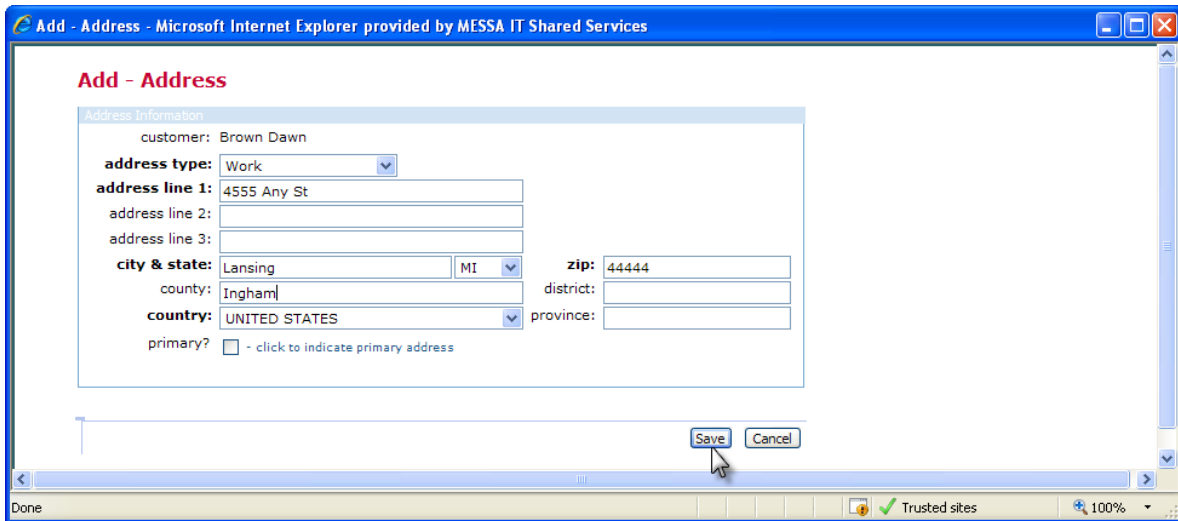 Add - Address - Microsoft Internet Explorer provided by MESSA IT Shared Services
Add - Address
Address Information
customer: Brown Dawn
address type: Work
address line 1: 4555 Any St
address line 2:
address line 3:
city & state: Lansing MI zip: 44444
county: Ingham district:
country: UNITED STATES province:
primary? - click to indicate primary address
Save Cancel
Done Trusted sites 100%